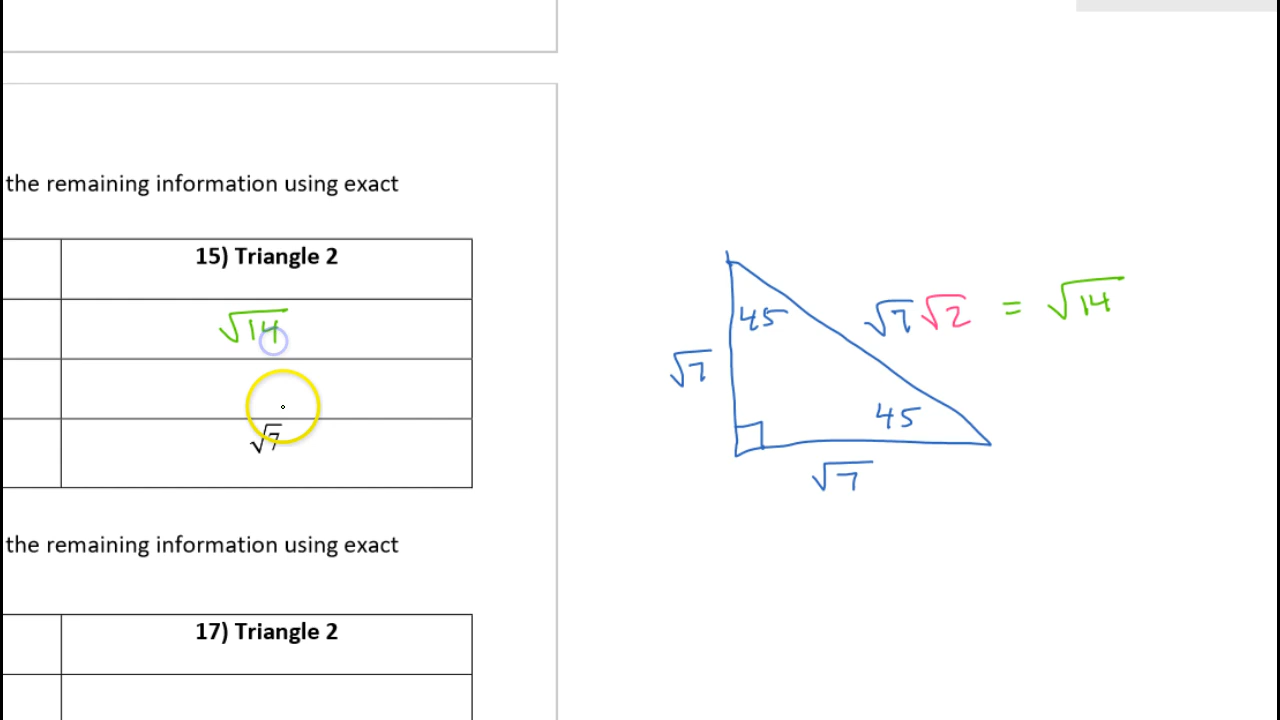 the remaining information using exact
15) Triangle 2
√14
√7
the remaining information using exact
17) Triangle 2
45
√7√2 = √14
√7
45
√7